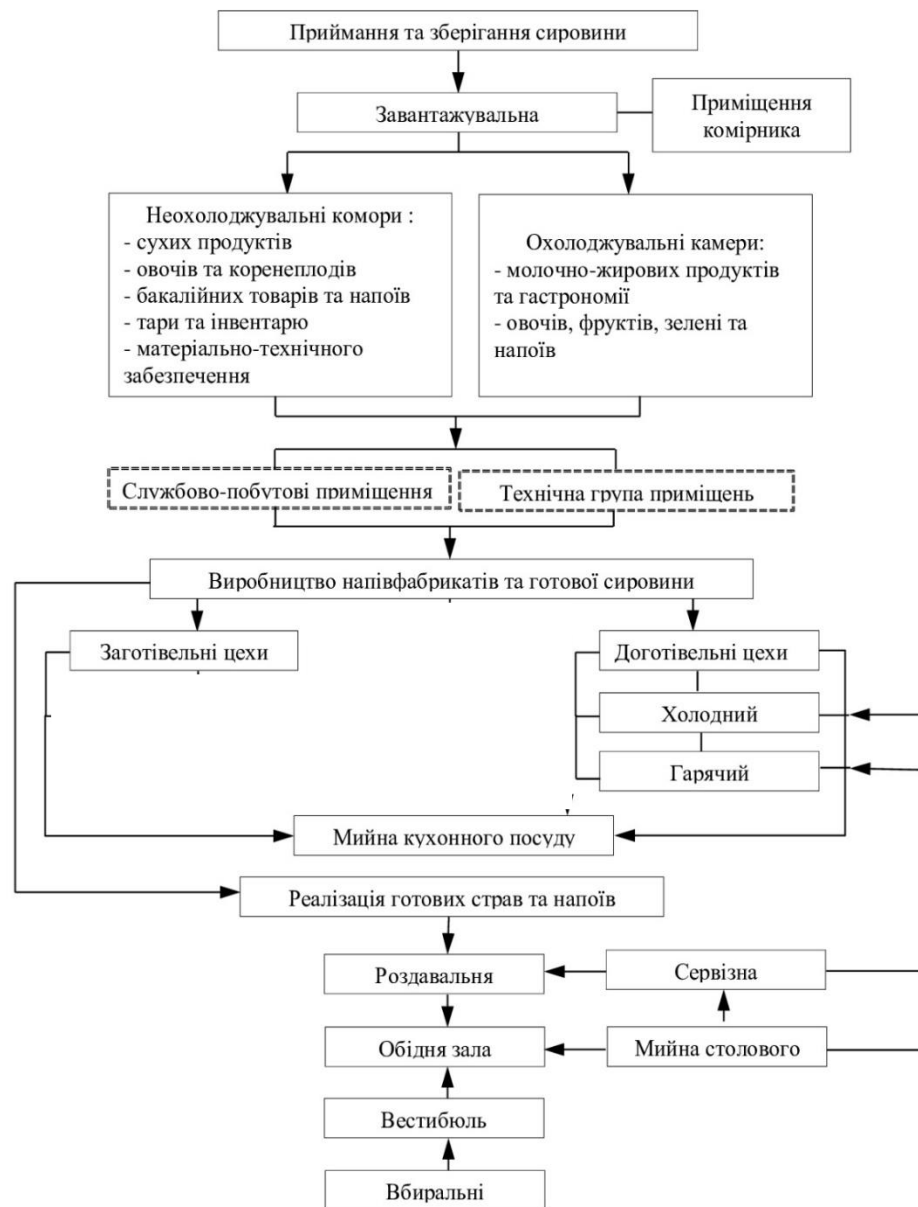 Приймання та зберігання сировини
Завантажувальна
Приміщення
комірника
Неохолоджувальні комори :
- сухих продуктів
- овочів та коренеплодів
- бакалійних товарів та напоїв
- тари та інвентарю
- матеріально-технічного
забезпечення
Охолоджувальні камери:
- молочно-жирових продуктів
та гастрономії
- овочів, фруктів, зелені та
напоїв
Службово-побутові приміщення
Технічна група приміщень
Виробництво напівфабрикатів та готової сировини
Заготівельні цехи
Доготівельні цехи
Холодний
Гарячий
Мийна кухонного посуду
Реалізація готових страв та напоїв
Роздавальня
Сервізна
Обідня зала
Мийна столового
Вестибюль
Вбиральні